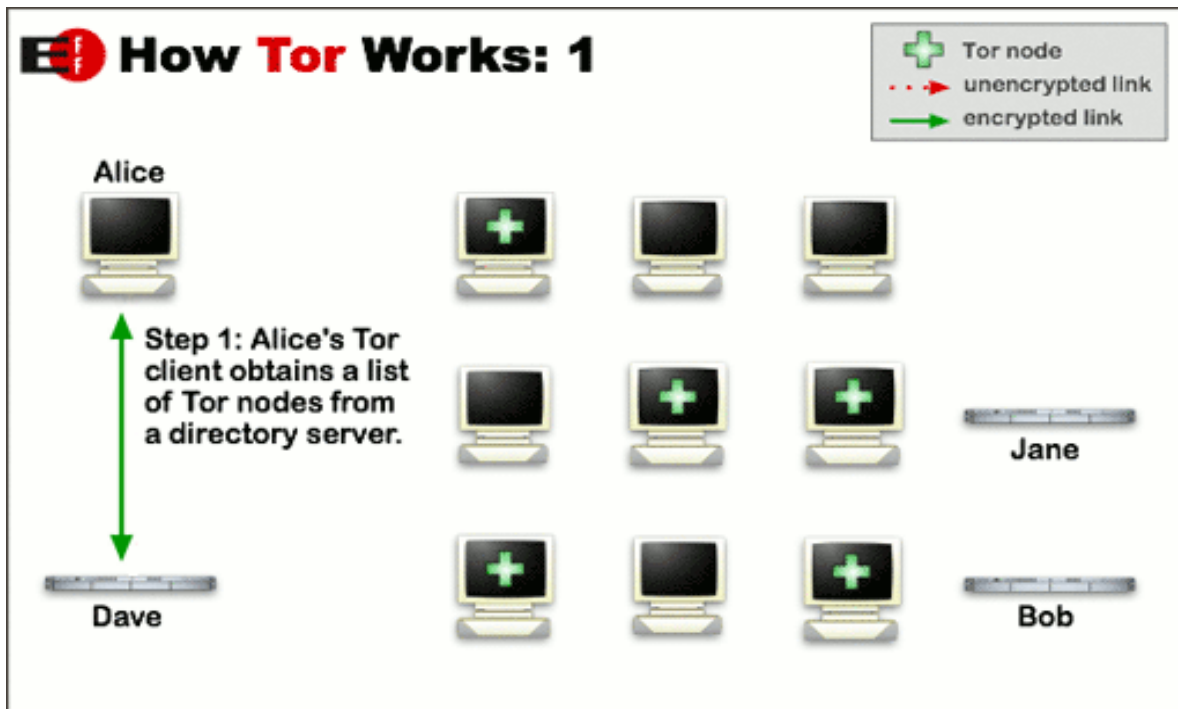 EFF How Tor Works: 1
Tor node
unencrypted link
encrypted link
Alice
Step 1: Alice's Tor
client obtains a list
of Tor nodes from
a directory server.
Jane
Dave
Bob